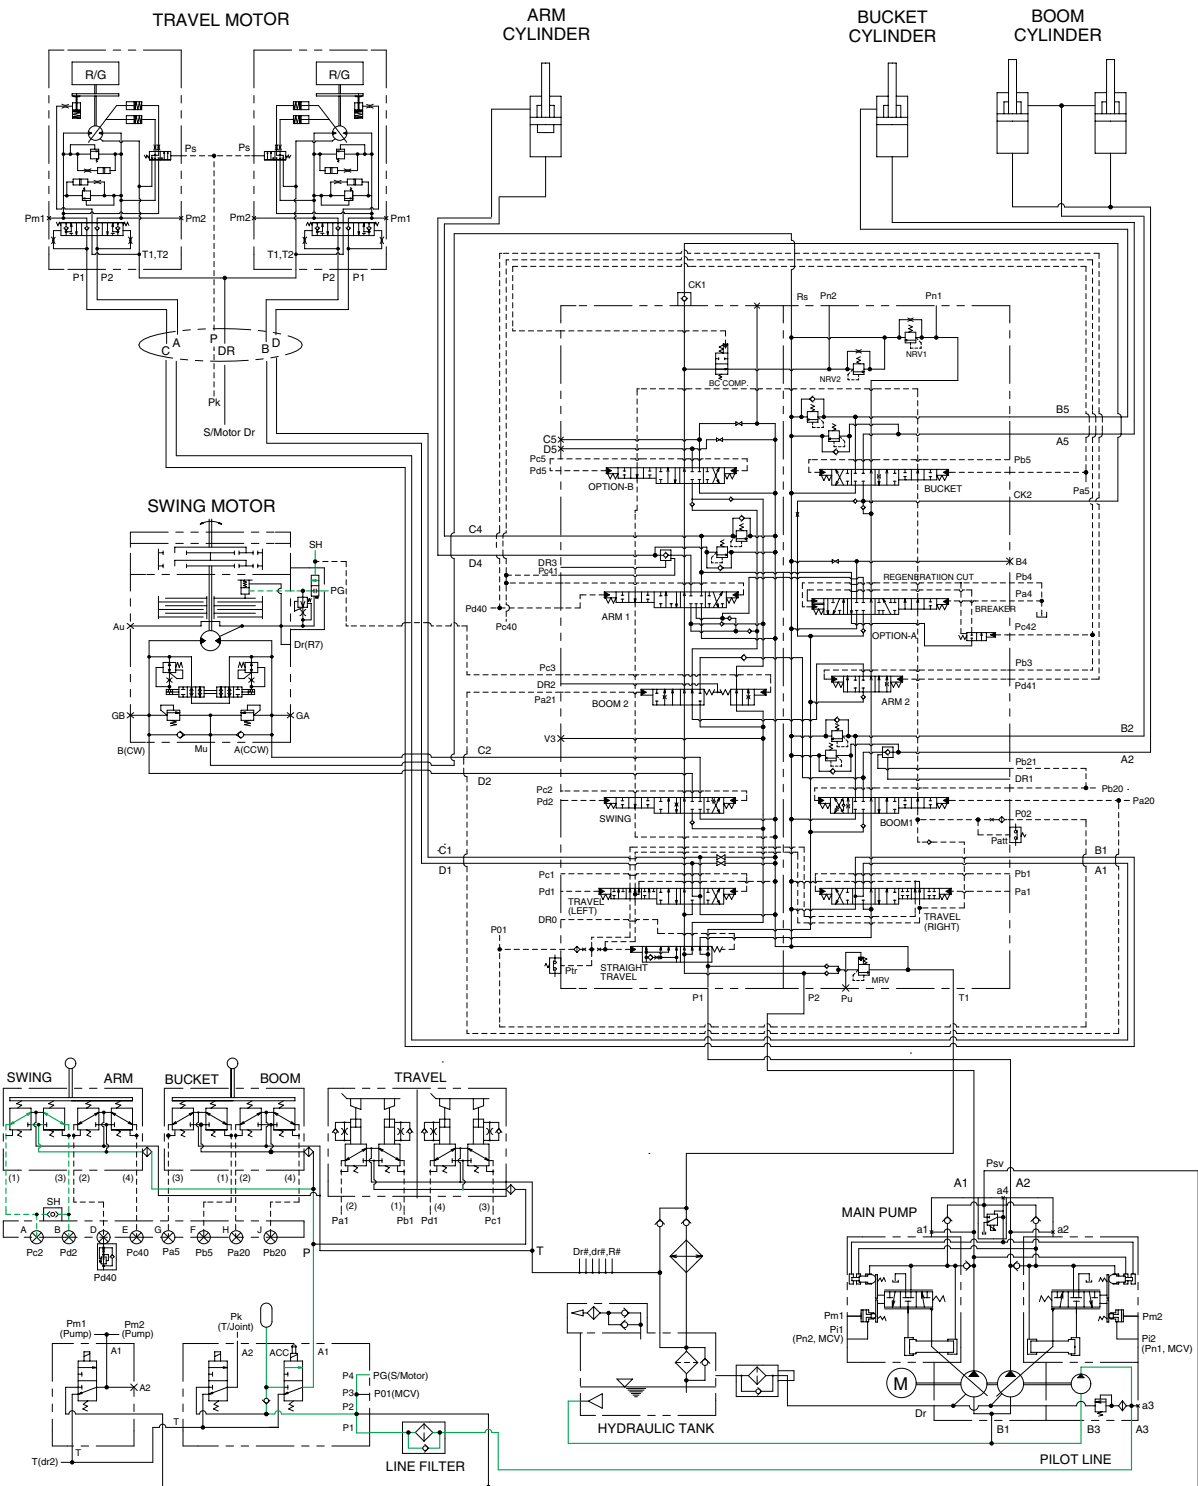 TRAVEL MOTOR
ARM
CYLINDER
BUCKET
CYLINDER
BOOM
CYLINDER
R/G
R/G
Ps
Ps
Pm1
Pm2
Pm2
Pm1
T1,T2
T1,T2
P1
P2
P2
P1
C
A
P
DR
B
D
Pk
S/Motor Dr
CK1
Rs
Pn2
Pn1
NRV1
NRV2
BC COMP.
B5
A5
C5
D5
Pc5
Pd5
OPTION-B
BUCKET
Pb5
Pa5
CK2
SWING MOTOR
SH
PG
Au
Dr(R7)
GB
GA
B(CW)
Mu
A(CCW)
C4
D4
DR3
Pc41
Pd40
Pc40
ARM 1
B4
REGENERATIION CUT
Pb4
Pa4
BREAKER
OPTION-A
Pc42
Pc3
DR2
Pa21
BOOM 2
Pb3
Pd41
ARM 2
V3
B2
A2
C2
D2
Pb21
DR1
Pc2
Pd2
SWING
BOOM1
Pb20
Pa20
P02
Patt
C1
D1
B1
A1
Pc1
Pd1
TRAVEL
(LEFT)
Pb1
Pa1
TRAVEL
(RIGHT)
DR0
P01
Ptr
STRAIGHT
TRAVEL
MRV
P1
P2
Pu
T1
SWING
ARM
BUCKET
BOOM
TRAVEL
(1)
(3)
(2)
(4)
(3)
(1)
(2)
(4)
(2)
(1)
(4)
(3)
Pa1
Pb1
Pd1
Pc1
SH
A
B
D
E
G
F
H
J
Pc2
Pd2
Pc40
Pa5
Pb5
Pa20
Pb20
P
T
Pd40
Dr#,dr#,R#
Psv
A1
a4
A2
MAIN PUMP
a1
a2
Pm1
Pi1
(Pn2, MCV)
Pm2
Pi2
(Pn1, MCV)
M
Dr
a3
B1
B3
A3
PILOT LINE
HYDRAULIC TANK
Pm1
(Pump)
Pm2
(Pump)
A1
A2
T
T(dr2)
Pk
(T/Joint)
A2
ACC
A1
T
P4
PG(S/Motor)
P3
P01(MCV)
P2
P1
LINE FILTER